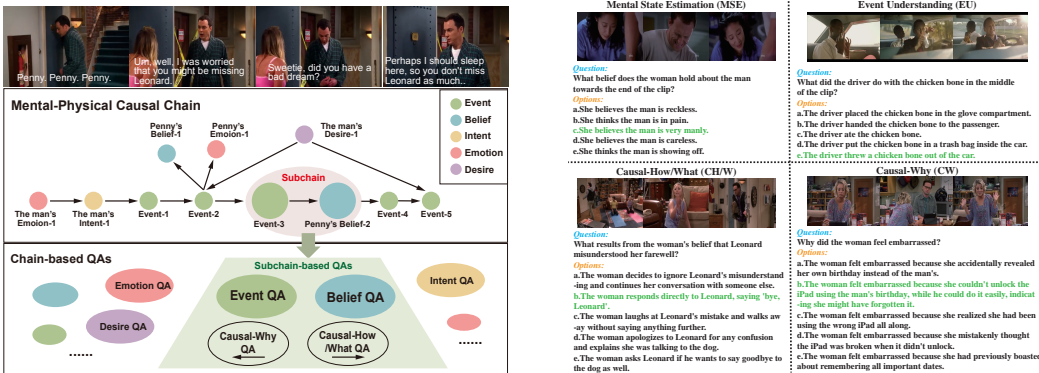 Penny. Penny. Penny.
Um, well, I was worried
that you might be missing
Leonard.
Sweetie, did you have a
bad dream?
Perhaps I should sleep
here, so you don't miss
Leonard as much..
Mental-Physical Causal Chain
Event
Belief
Intent
Emotion
Desire
Penny's
Belief-1
Penny's
Emoion-1
The man's
Desire-1
Subchain
The man's
Emoion-1
The man's
Intent-1
Event-1
Event-2
Event-3
Penny's Belief-2
Event-4
Event-5
Chain-based QAs
Subchain-based QAs
Emotion QA
Desire QA
......
Event QA
Belief QA
Causal-Why
QA
Causal-How
/What QA
Intent QA
......
Mental State Estimation (MSE)
Question:
What belief does the woman hold about the man
towards the end of the clip?
Options:
a.She believes the man is reckless.
b.She thinks the man is in pain.
c.She believes the man is very manly.
d.She believes the man is careless.
e.She thinks the man is showing off.
Event Understanding (EU)
Question:
What did the driver do with the chicken bone in the middle
of the clip?
Options:
a.The driver placed the chicken bone in the glove compartment.
b.The driver handed the chicken bone to the passenger.
c.The driver ate the chicken bone.
d.The driver put the chicken bone in a trash bag inside the car.
e.The driver threw a chicken bone out of the car.
Causal-How/What (CH/W)
Question:
What results from the woman's belief that Leonard
misunderstood her farewell?
Options:
a.The woman decides to ignore Leonard's misunderstand
-ing and continues her conversation with someone else.
b.The woman responds directly to Leonard, saying 'bye,
Leonard'.
c.The woman laughs at Leonard's mistake and walks aw
-ay without saying anything further.
d.The woman apologizes to Leonard for any confusion
and explains she was talking to the dog.
e.The woman asks Leonard if he wants to say goodbye to
the dog as well.
Causal-Why (CW)
Question:
Why did the woman feel embarrassed?
Options:
a.The woman felt embarrassed because she accidentally revealed
her own birthday instead of the man's.
b.The woman felt embarrassed because she couldn't unlock the
iPad using the man's birthday, while he could do it easily, indicat
-ing she might have forgotten it.
c.The woman felt embarrassed because she realized she had been
using the wrong iPad all along.
d.The woman felt embarrassed because she mistakenly thought
the iPad was broken when it didn't unlock.
e.The woman felt embarrassed because she had previously boasted
about remembering all important dates.